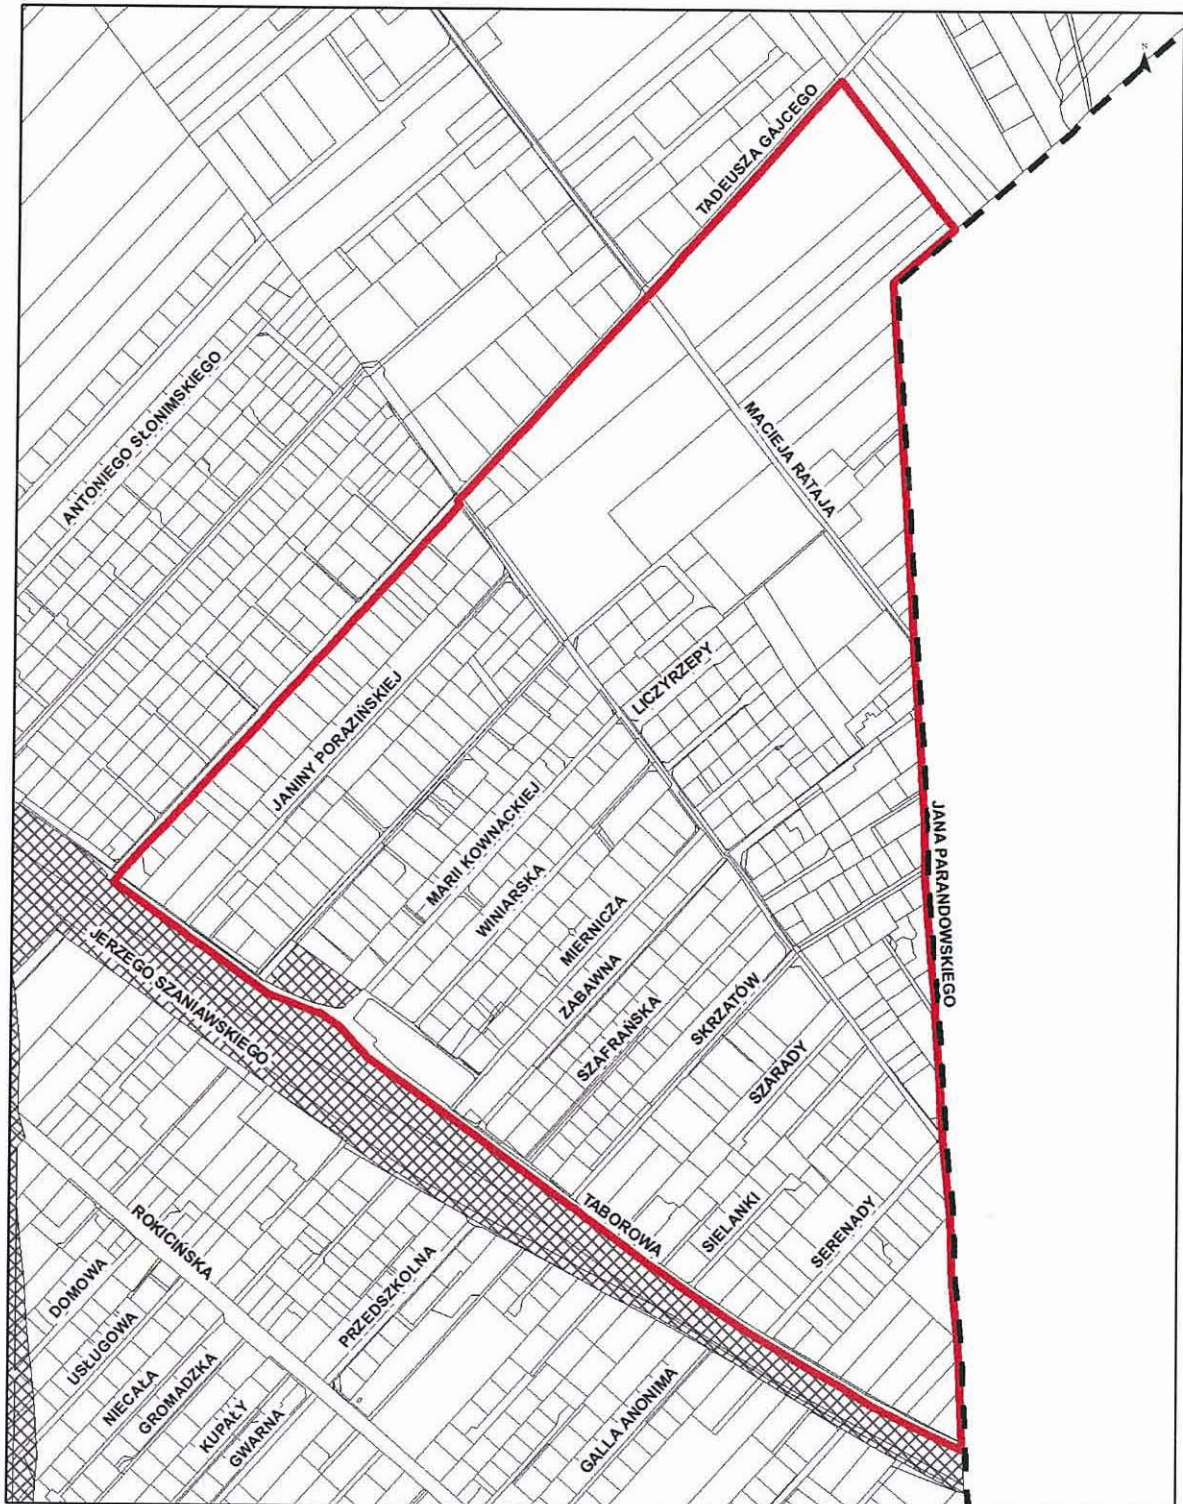 N
TADEUSZA GAJCEGO
ANTONIEGO SŁONIMSKIEGO
MACIEJA RATAJA
LICZYRZEPY
JANINY PORAZIŃSKIEJ
MARII KOWNACKIEJ
WINIARSKA
MIERNICZA
ZABAWNA
SZAFRAŃSKA
SKRZATÓW
SZARADY
JANA PARANDOWSKIEGO
JERZEGO SZANIAWSKIEGO
TABOROWA
SIELANKI
SERENADY
ROKICIŃSKA
DOMOWA
USŁUGOWA
NIECAŁA
GROMADZKA
KUPAŁY
GWARNA
PRZEDSZKOLNA
GALLA ANONIMA